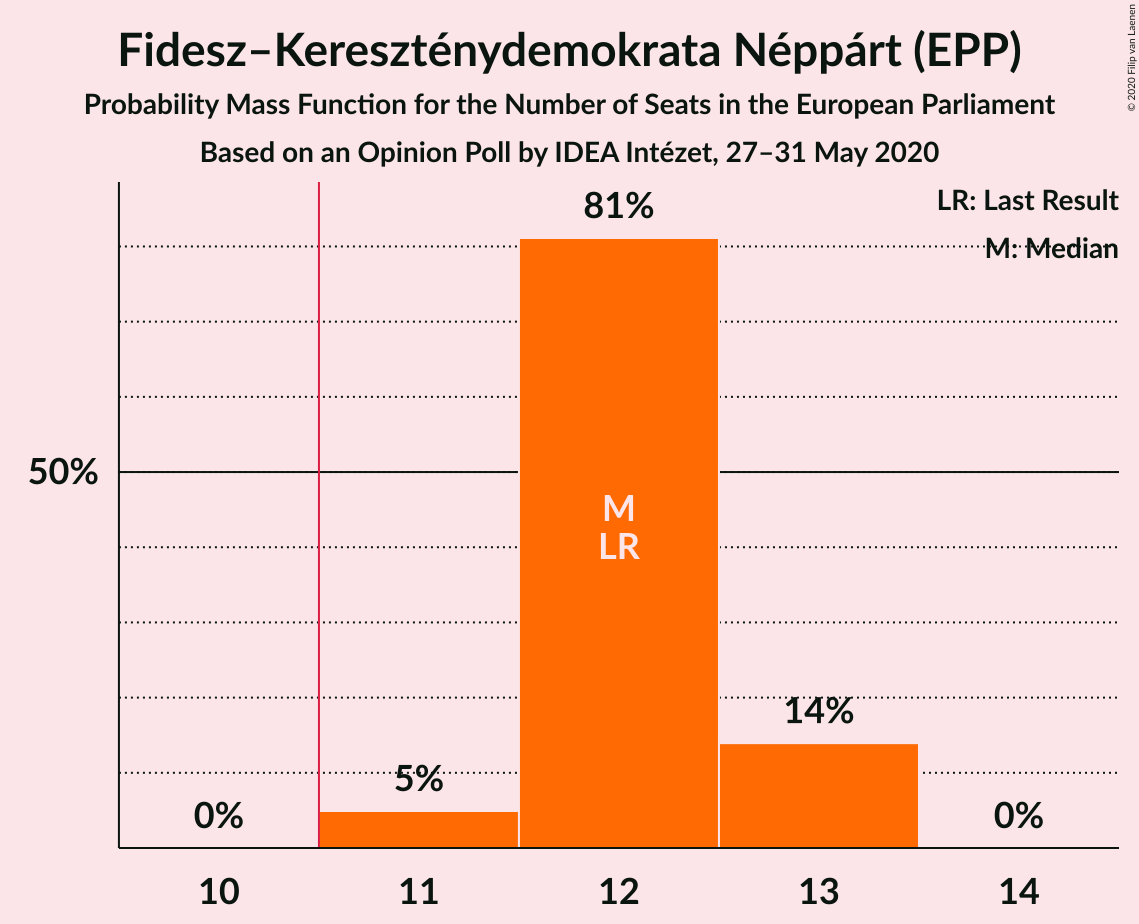 Fidesz–Kereszténydemokrata Néppárt (EPP)
Probability Mass Function for the Number of Seats in the European Parliament
Based on an Opinion Poll by IDEA Intézet, 27–31 May 2020
© 2020 Filip van Laenen
LR: Last Result
M: Median
81%
50%
M
LR
14%
5%
0%
0%
10
11
12
13
14